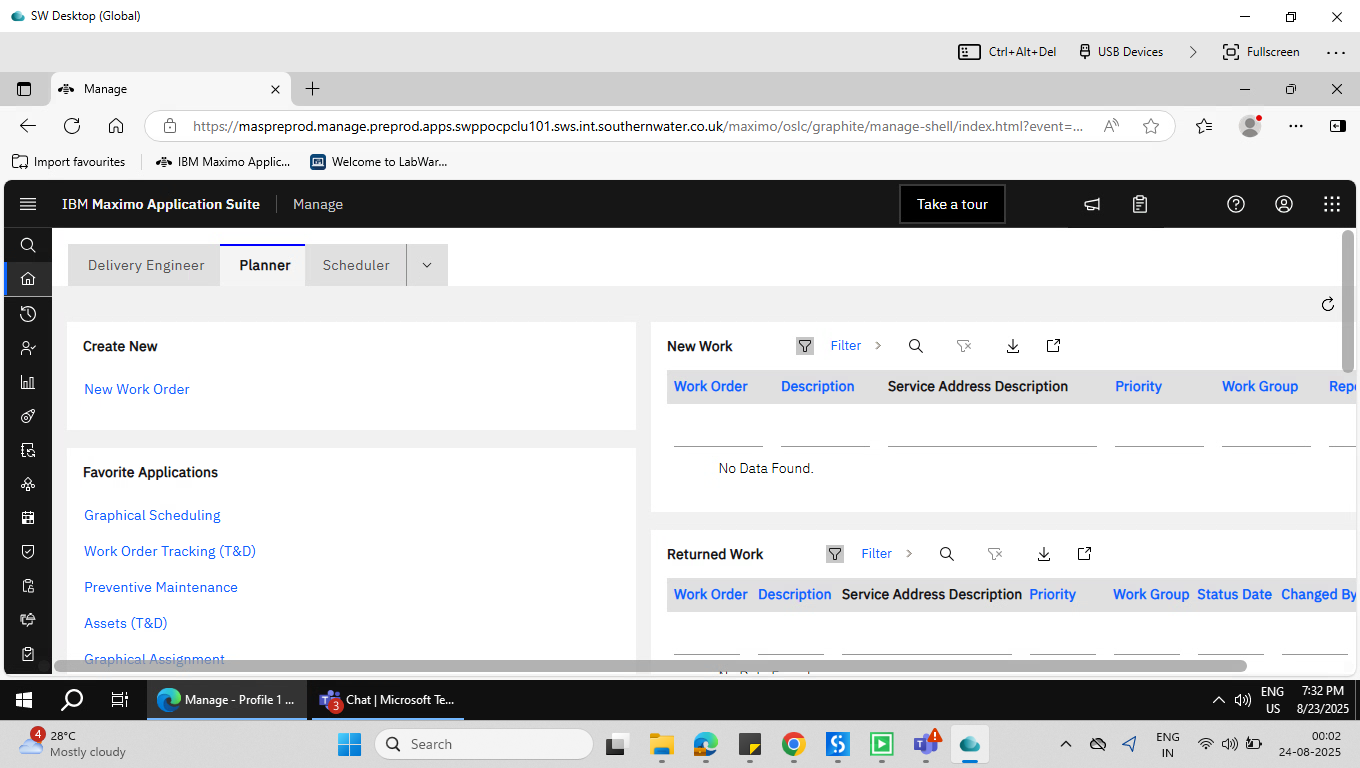 SW Desktop (Global)
Ctrl+Alt+Del
USB Devices
Fullscreen
Manage
https://maspreprod.manage.preprod.apps.swppocpclu101.sws.int.southernwater.co.uk/maximo/oslc/graphite/manage-shell/index.html?event=...
Import favourites
IBM Maximo Applic...
Welcome to LabWar...
IBM Maximo Application Suite
Manage
Take a tour
Delivery Engineer
Planner
Scheduler
Create New
New Work Order
Favorite Applications
Graphical Scheduling
Work Order Tracking (T&D)
Preventive Maintenance
Assets (T&D)
Graphical Assignment
New Work
Filter
Work Order Description Service Address Description Priority Work Group Repo
No Data Found.
Returned Work
Filter
Work Order Description Service Address Description Priority Work Group Status Date Changed By
Manage - Profile 1 ...
3
Chat | Microsoft Te...
ENG
US
7:32 PM
8/23/2025
4
28°C
Mostly cloudy
Search
ENG
IN
00:02
24-08-2025